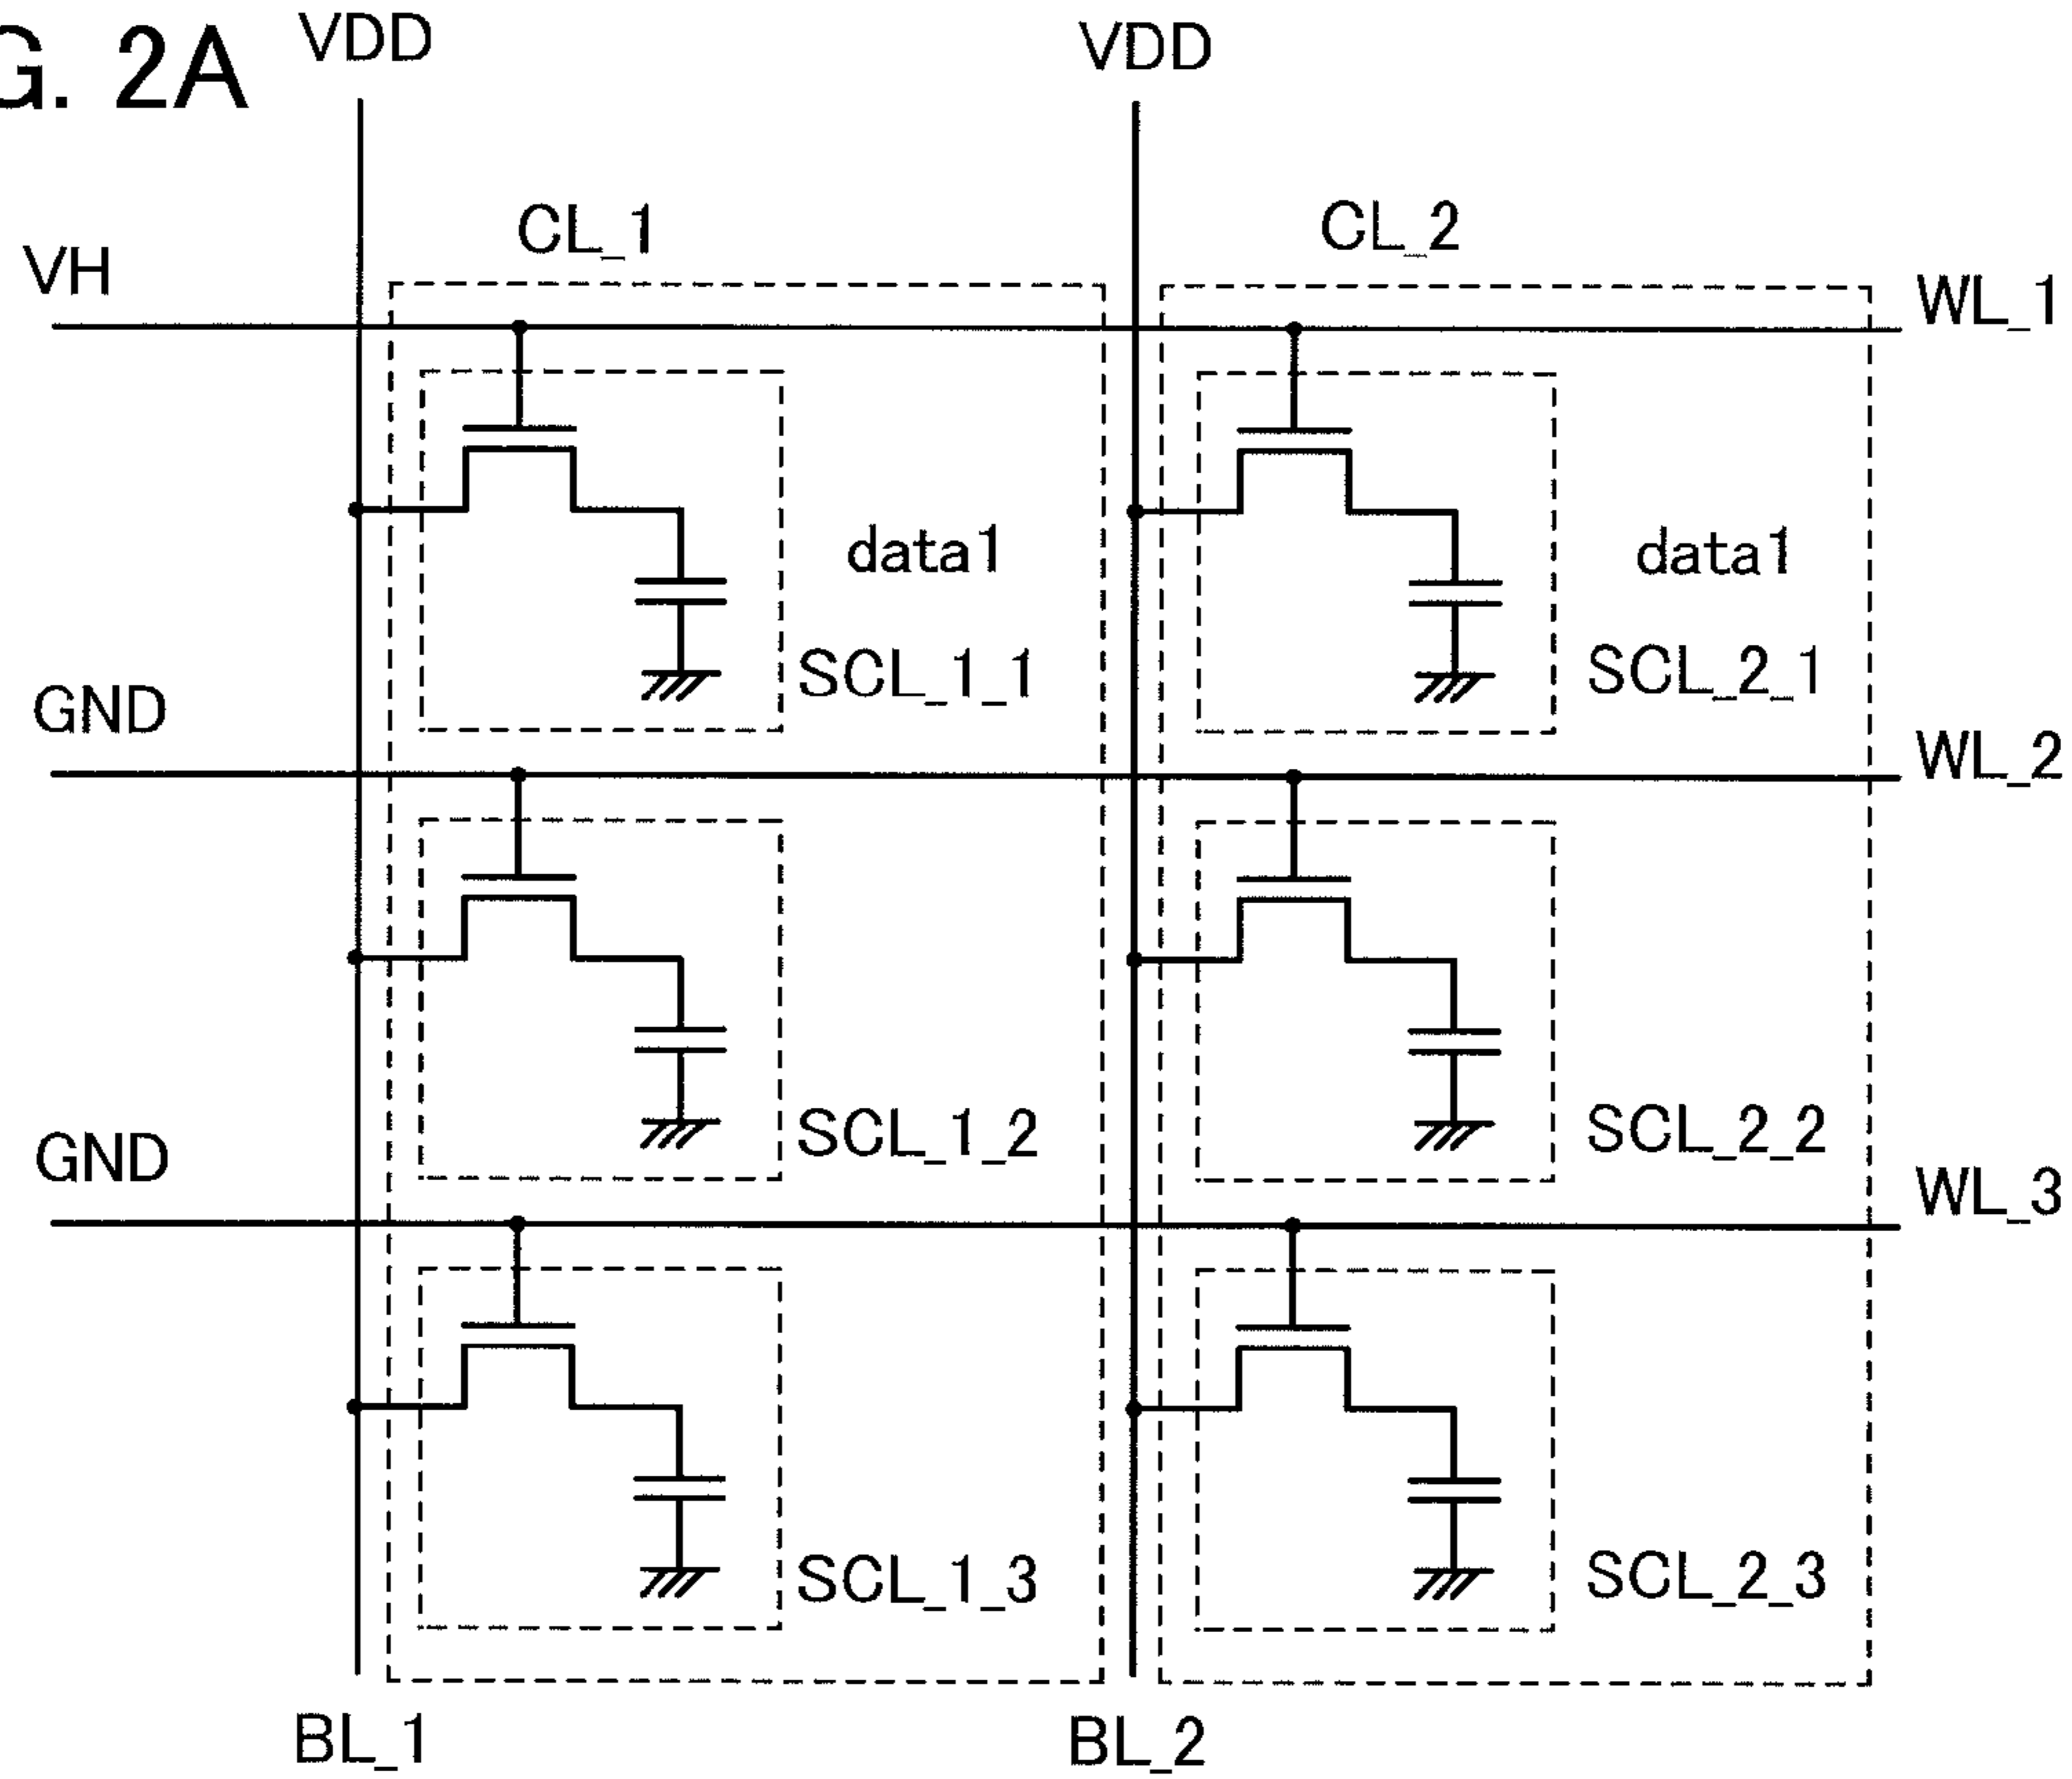 G. 2A
VDD
VDD
CL_1
CL_2
VH
WL_1
data1
data1
SCL_1_1
SCL_2_1
GND
WL_2
SCL_1_2
SCL_2_2
GND
WL_3
SCL_1_3
SCL_2_3
BL_1
BL_2